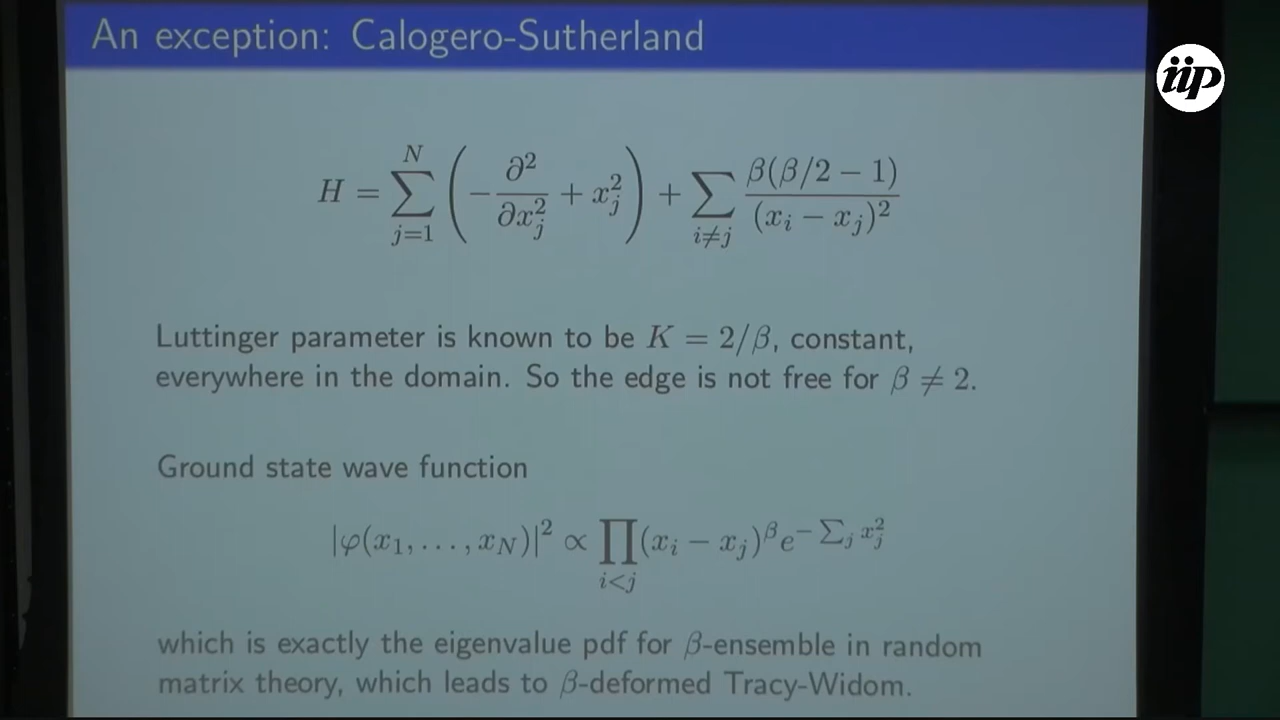 An exception: Calogero-Sutherland
iip
H = \sum_{j=1}^{N} \left( -\frac{\partial^2}{\partial x_j^2} + x_j^2 \right) + \sum_{i \neq j} \frac{\beta(\beta/2 - 1)}{(x_i - x_j)^2}
Luttinger parameter is known to be K = 2/β, constant,
everywhere in the domain. So the edge is not free for β ≠ 2.
Ground state wave function
|\varphi(x_1, \ldots, x_N)|^2 \propto \prod_{i<j} (x_i - x_j)^\beta e^{-\sum_j x_j^2}
which is exactly the eigenvalue pdf for β-ensemble in random
matrix theory, which leads to β-deformed Tracy-Widom.